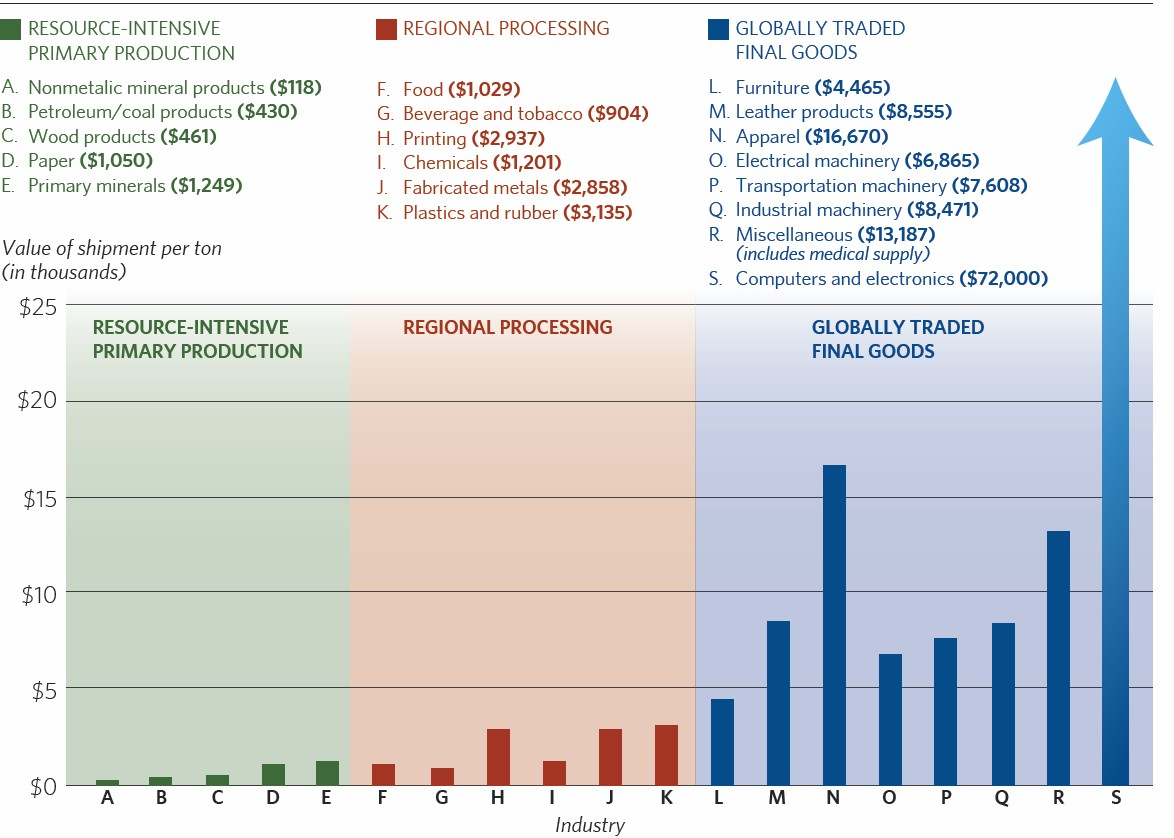 RESOURCE-INTENSIVE
PRIMARY PRODUCTION
A. Nonmetalic mineral products ($118)
B. Petroleum/coal products ($430)
C. Wood products ($461)
D. Paper ($1,050)
E. Primary minerals ($1,249)
REGIONAL PROCESSING
F. Food ($1,029)
G. Beverage and tobacco ($904)
H. Printing ($2,937)
I. Chemicals ($1,201)
J. Fabricated metals ($2,858)
K. Plastics and rubber ($3,135)
GLOBALLY TRADED
FINAL GOODS
L. Furniture ($4,465)
M. Leather products ($8,555)
N. Apparel ($16,670)
O. Electrical machinery ($6,865)
P. Transportation machinery ($7,608)
Q. Industrial machinery ($8,471)
R. Miscellaneous ($13,187)
(includes medical supply)
S. Computers and electronics ($72,000)
Value of shipment per ton
(in thousands)
$25
$20
$15
$10
$5
$0
RESOURCE-INTENSIVE
PRIMARY PRODUCTION
REGIONAL PROCESSING
GLOBALLY TRADED
FINAL GOODS
A B C D E F G H I J K L M N O P Q R S
Industry